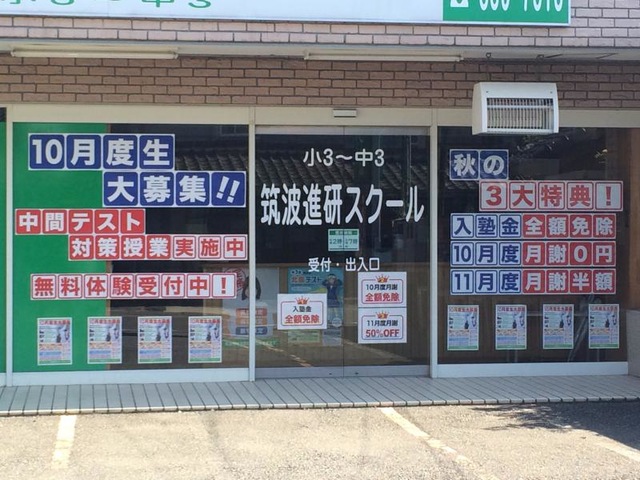 10月度生
大募集!!
中間テスト
対策授業実施中
無料体験受付中!
小3〜中3
筑波進研スクール
受付・出入口
入塾金
全額免除
10月度月謝
全額免除
11月度月謝
50%OFF
秋の
3大特典!
入塾金全額免除
10月度月謝0円
11月度月謝半額